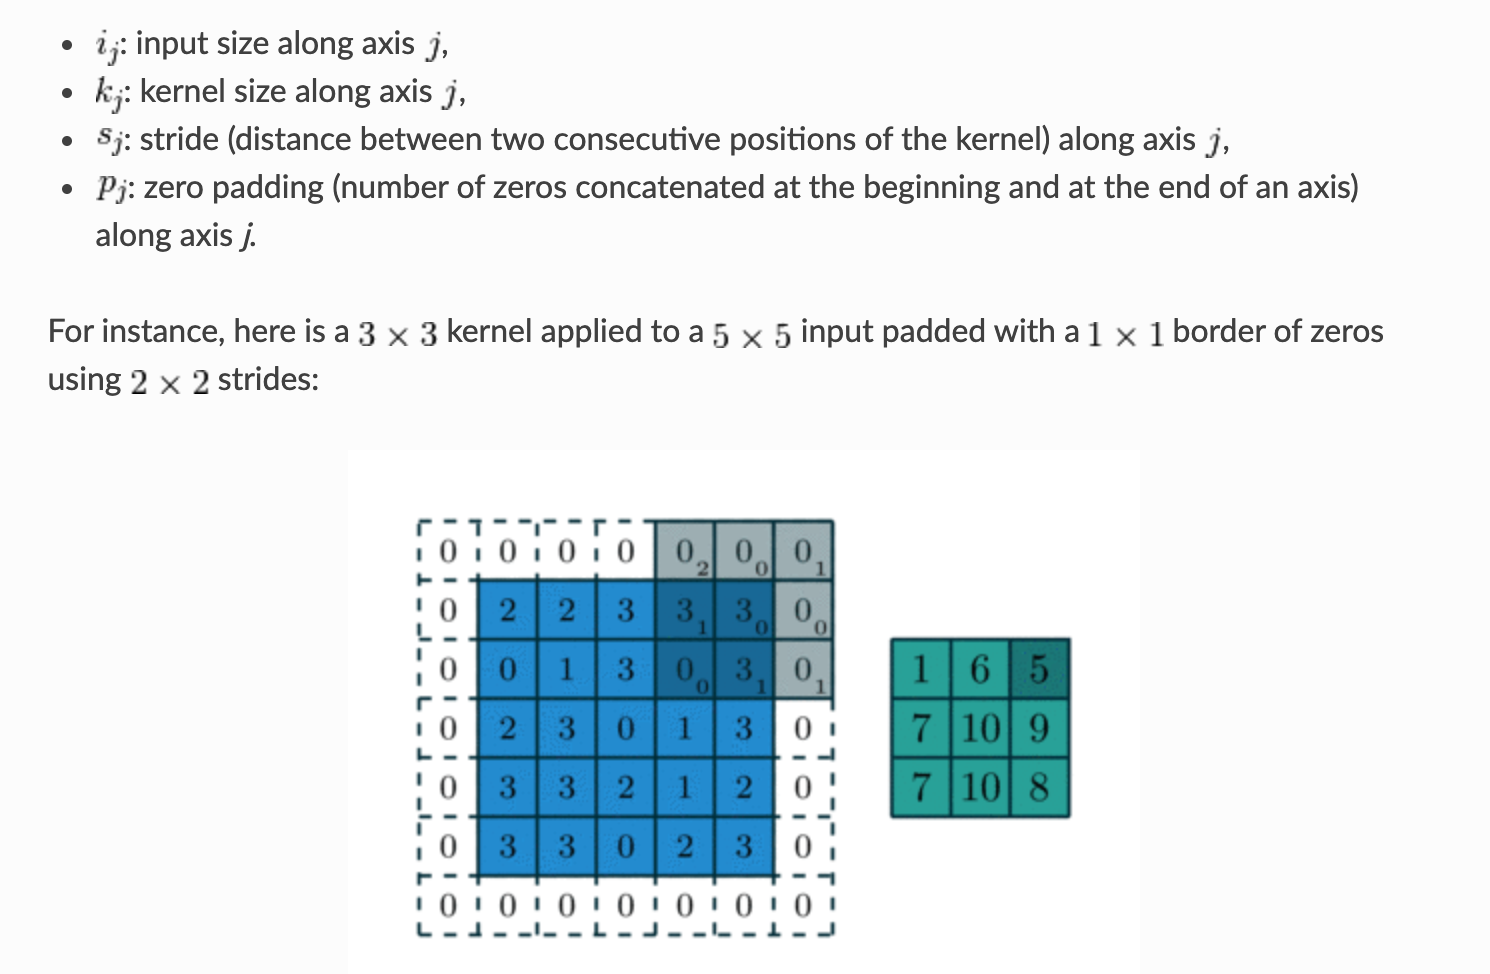 • i_j: input size along axis j,
• k_j: kernel size along axis j,
• s_j: stride (distance between two consecutive positions of the kernel) along axis j,
• p_j: zero padding (number of zeros concatenated at the beginning and at the end of an axis)
along axis j.
For instance, here is a 3 × 3 kernel applied to a 5 × 5 input padded with a 1 × 1 border of zeros
using 2 × 2 strides:
0 0 0 0 0_2 0_0 0_1
0 2 2 3 3_1 3_0 0_0
0 0 1 3 0_0 3_1 0_1
0 2 3 0 1 3 0
0 3 3 2 1 2 0
0 3 3 0 2 3 0
0 0 0 0 0 0 0
1 6 5
7 10 9
7 10 8